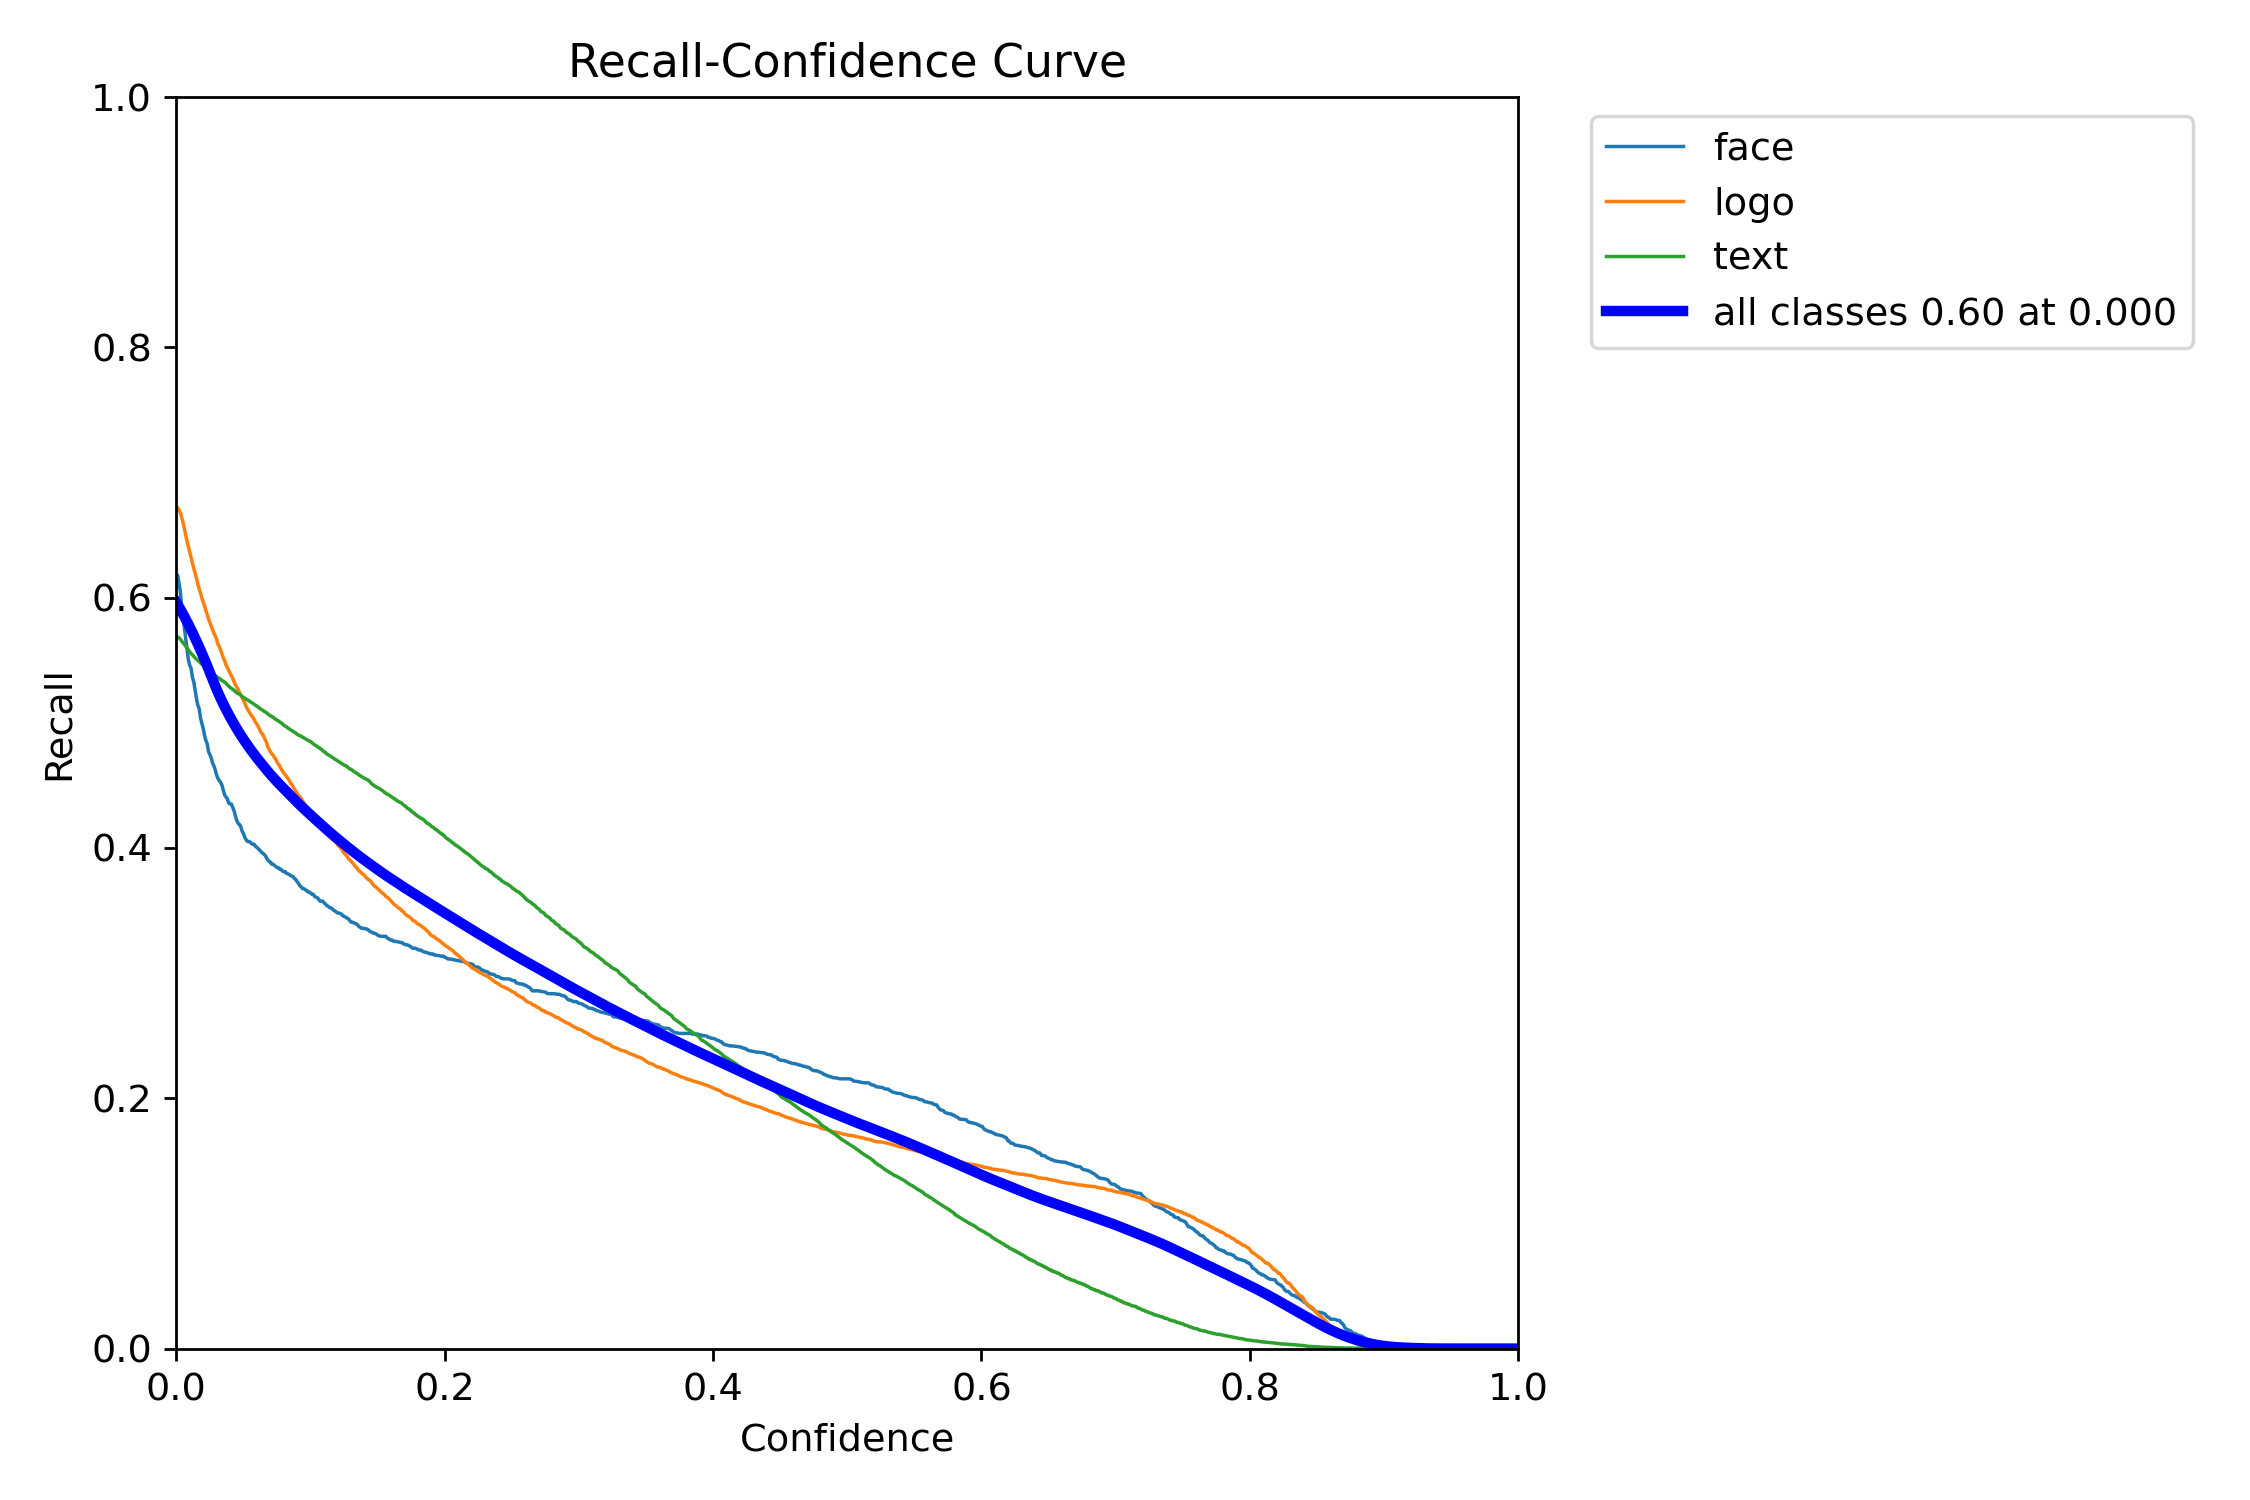 Recall-Confidence Curve
1.0
0.8
0.6
0.4
0.2
0.0
Recall
0.0 0.2 0.4 0.6 0.8 1.0
Confidence
face
logo
text
all classes 0.60 at 0.000